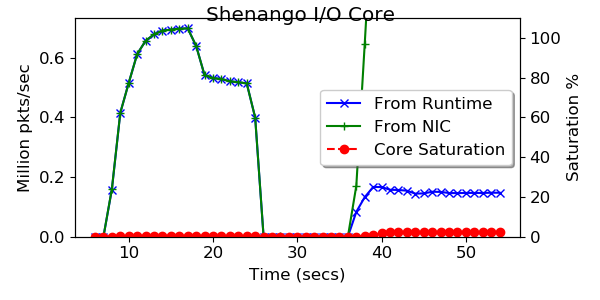 Shenango I/O Core
Million pkts/sec
0.6
0.4
0.2
0.0
100
80
60
40
20
0
Saturation %
From Runtime
From NIC
Core Saturation
10 20 30 40 50
Time (secs)